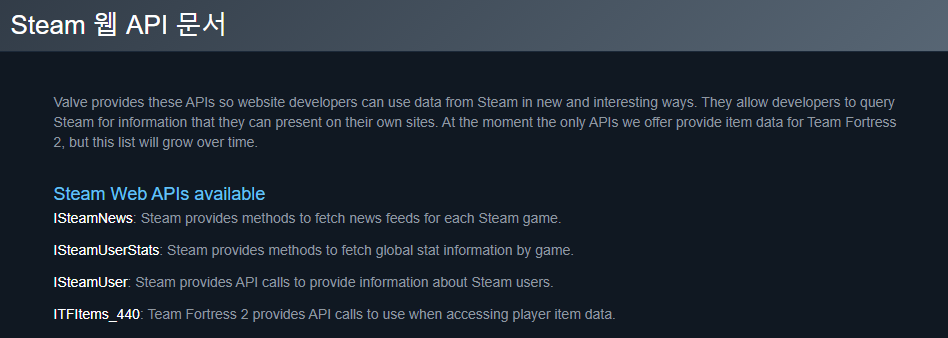 Steam 웹 API 문서
Valve provides these APIs so website developers can use data from Steam in new and interesting ways. They allow developers to query
Steam for information that they can present on their own sites. At the moment the only APIs we offer provide item data for Team Fortress
2, but this list will grow over time.
Steam Web APIs available
ISteamNews: Steam provides methods to fetch news feeds for each Steam game.
ISteamUserStats: Steam provides methods to fetch global stat information by game.
ISteamUser: Steam provides API calls to provide information about Steam users.
ITFItems_440: Team Fortress 2 provides API calls to use when accessing player item data.